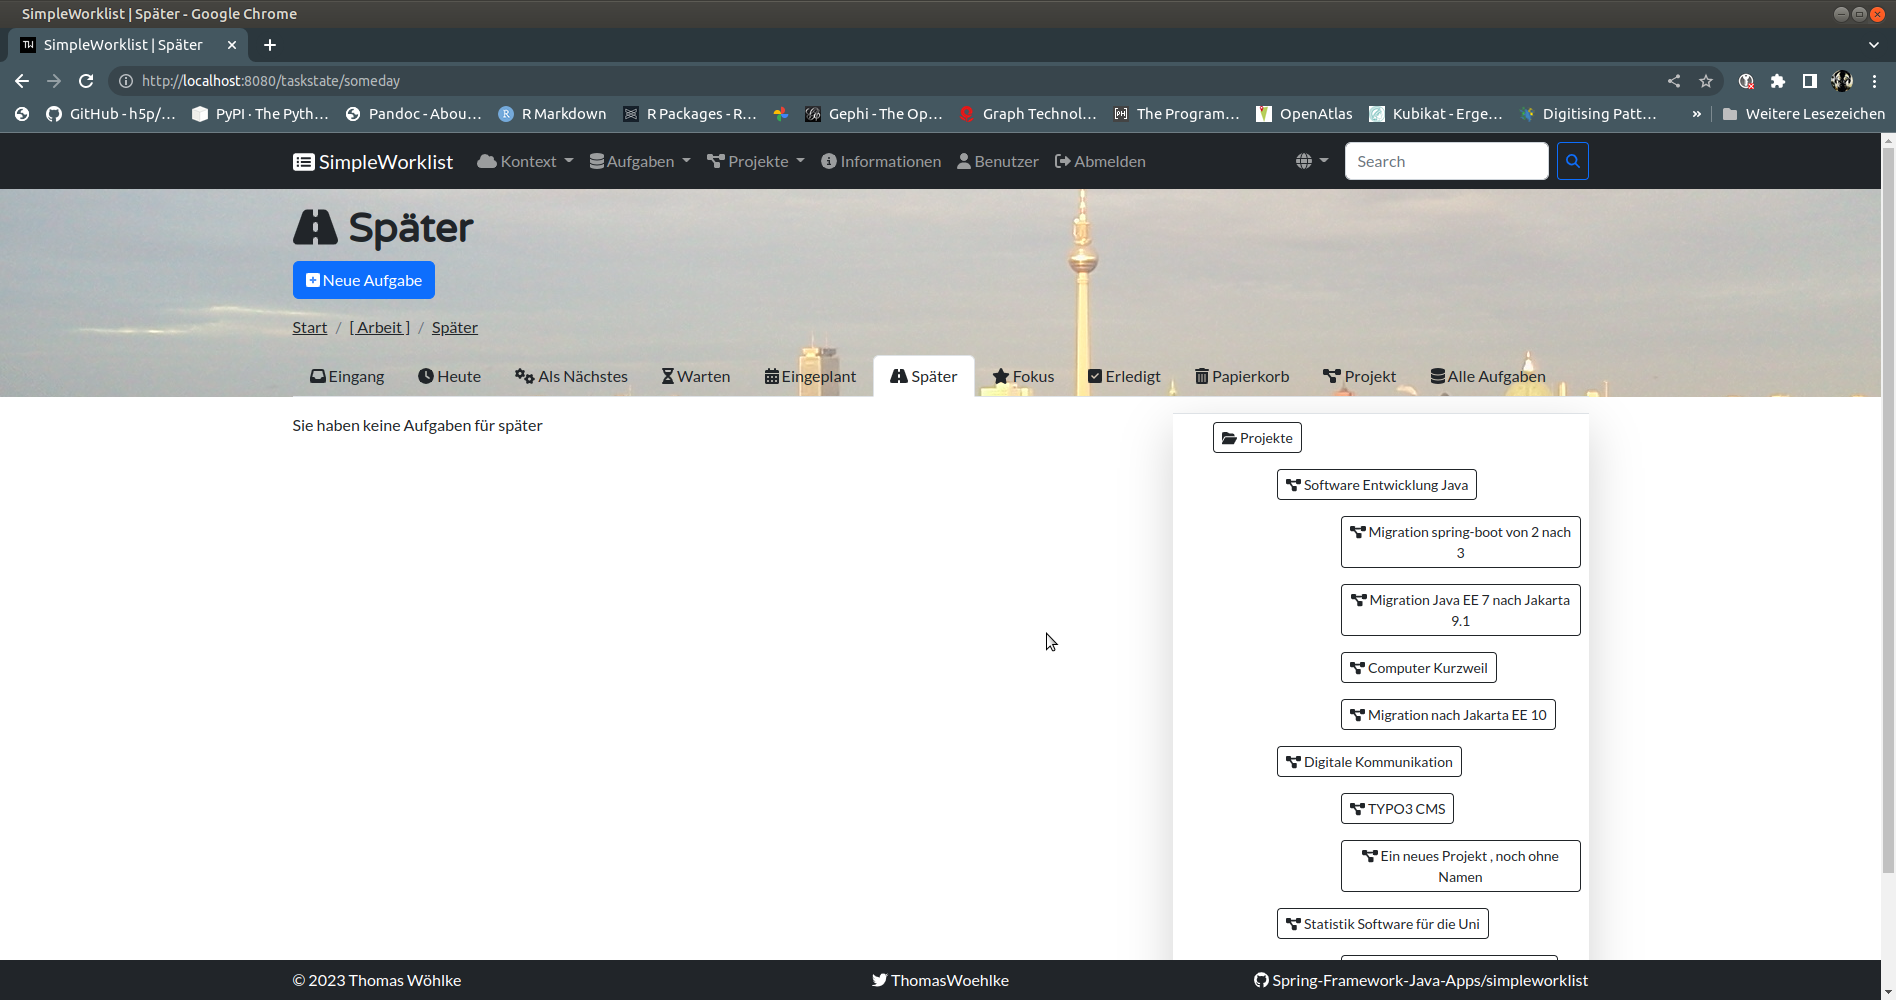 SimpleWorklist | Später - Google Chrome
SimpleWorklist | Später
http://localhost:8080/taskstate/someday
GitHub - h5p/... PyPI · The Pyth... Pandoc - Abou... R Markdown R Packages - R... Gephi - The Op... Graph Technol... The Program... OpenAtlas Kubikat - Erge... Digitising Patt... » Weitere Lesezeichen
SimpleWorklist Kontext Aufgaben Projekte Informationen Benutzer Abmelden Search
Später
Neue Aufgabe
Start / [ Arbeit ] / Später
Eingang Heute Als Nächstes Warten Eingeplant Später Fokus Erledigt Papierkorb Projekt Alle Aufgaben
Sie haben keine Aufgaben für später
Projekte
Software Entwicklung Java
Migration spring-boot von 2 nach
3
Migration Java EE 7 nach Jakarta
9.1
Computer Kurzweil
Migration nach Jakarta EE 10
Digitale Kommunikation
TYPO3 CMS
Ein neues Projekt , noch ohne
Namen
Statistik Software für die Uni
© 2023 Thomas Wöhlke ThomasWoehlke Spring-Framework-Java-Apps/simpleworklist